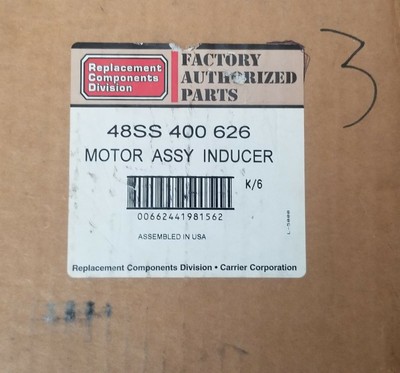 Replacement
Components
Division
FACTORY
AUTHORIZED
PARTS
3
48SS 400 626
MOTOR ASSY INDUCER
K/6
00662441981562
ASSEMBLED IN USA
Replacement Components Division • Carrier Corporation